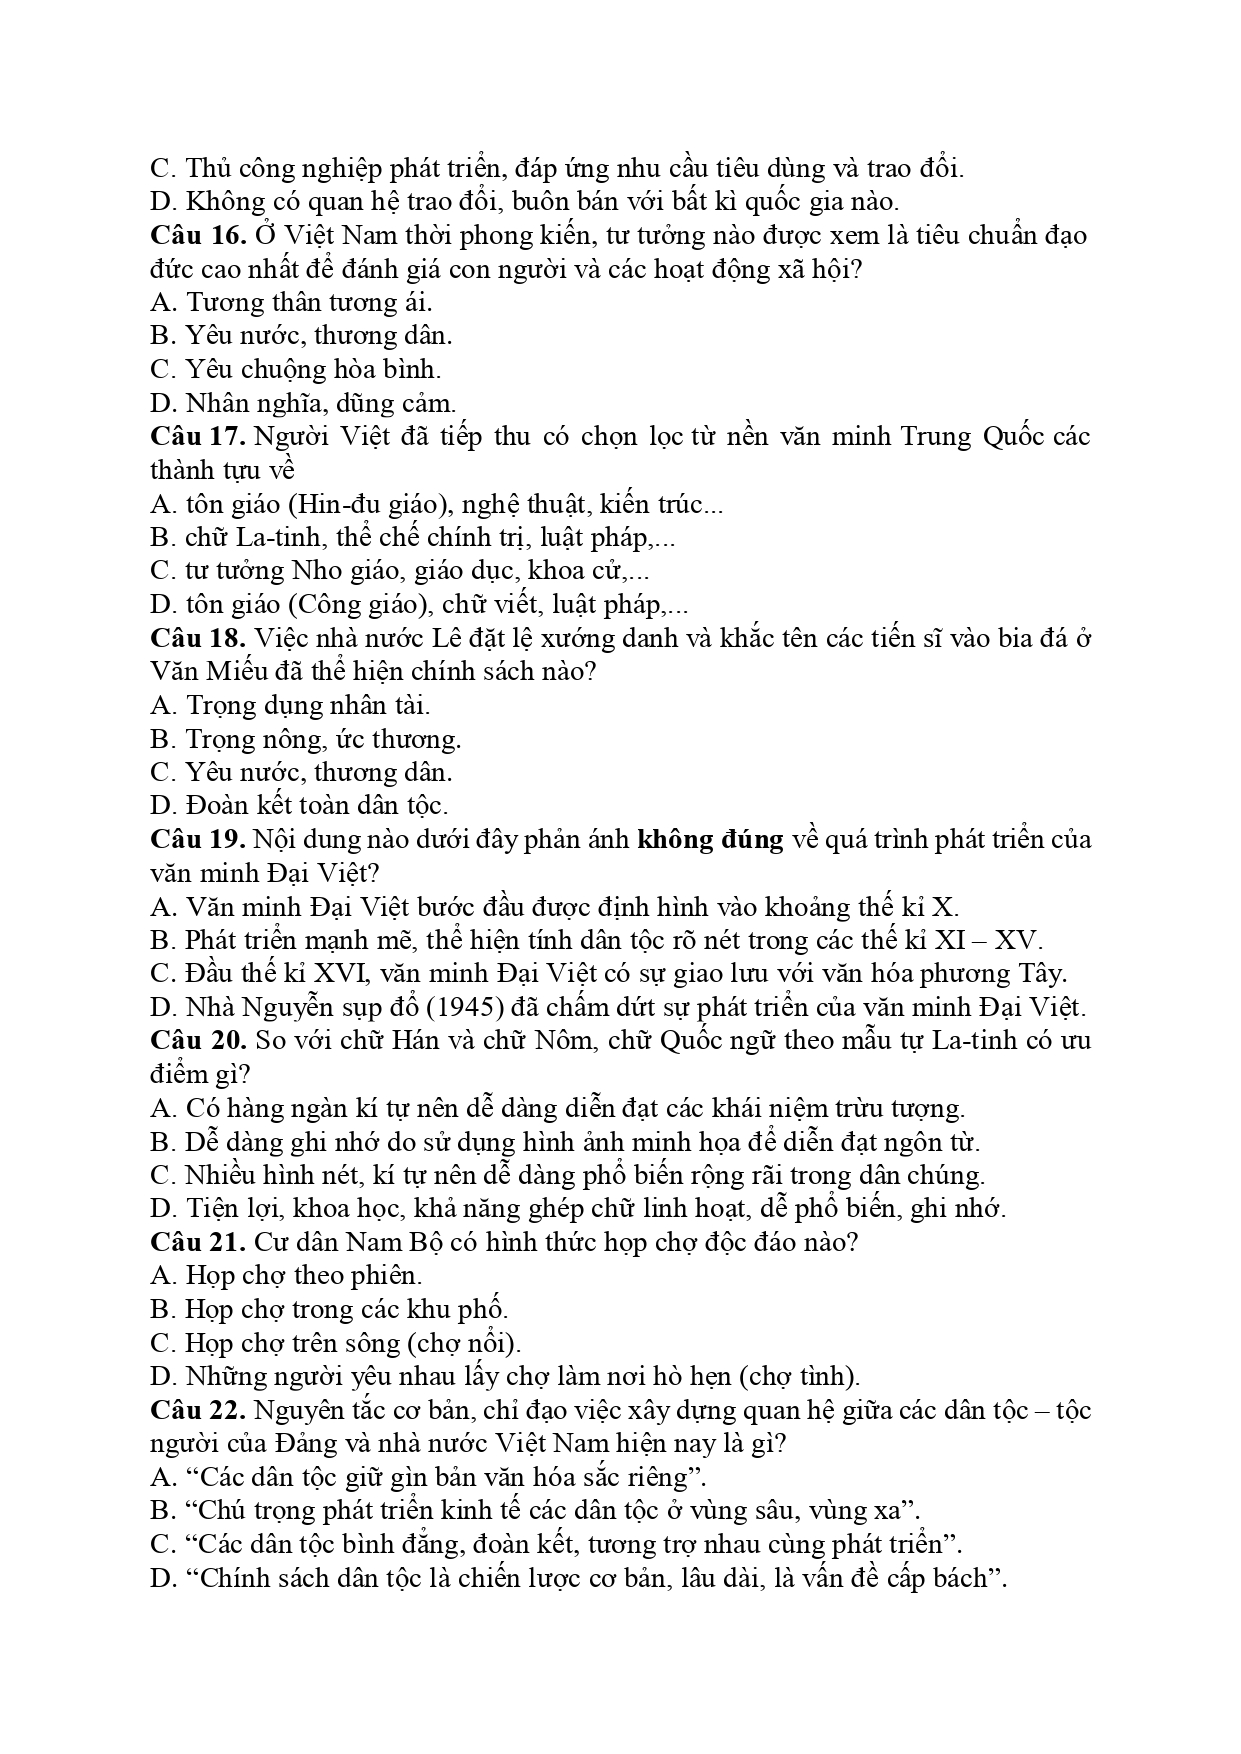 C. Thủ công nghiệp phát triển, đáp ứng nhu cầu tiêu dùng và trao đổi.
D. Không có quan hệ trao đổi, buôn bán với bất kì quốc gia nào.
Câu 16. Ở Việt Nam thời phong kiến, tư tưởng nào được xem là tiêu chuẩn đạo
đức cao nhất để đánh giá con người và các hoạt động xã hội?
A. Tương thân tương ái.
B. Yêu nước, thương dân.
C. Yêu chuộng hòa bình.
D. Nhân nghĩa, dũng cảm.
Câu 17. Người Việt đã tiếp thu có chọn lọc từ nền văn minh Trung Quốc các
thành tựu về
A. tôn giáo (Hin-đu giáo), nghệ thuật, kiến trúc...
B. chữ La-tinh, thể chế chính trị, luật pháp,...
C. tư tưởng Nho giáo, giáo dục, khoa cử,...
D. tôn giáo (Công giáo), chữ viết, luật pháp,...
Câu 18. Việc nhà nước Lê đặt lệ xướng danh và khắc tên các tiến sĩ vào bia đá ở
Văn Miếu đã thể hiện chính sách nào?
A. Trọng dụng nhân tài.
B. Trọng nông, ức thương.
C. Yêu nước, thương dân.
D. Đoàn kết toàn dân tộc.
Câu 19. Nội dung nào dưới đây phản ánh không đúng về quá trình phát triển của
văn minh Đại Việt?
A. Văn minh Đại Việt bước đầu được định hình vào khoảng thế kỉ X.
B. Phát triển mạnh mẽ, thể hiện tính dân tộc rõ nét trong các thế kỉ XI – XV.
C. Đầu thế kỉ XVI, văn minh Đại Việt có sự giao lưu với văn hóa phương Tây.
D. Nhà Nguyễn sụp đổ (1945) đã chấm dứt sự phát triển của văn minh Đại Việt.
Câu 20. So với chữ Hán và chữ Nôm, chữ Quốc ngữ theo mẫu tự La-tinh có ưu
điểm gì?
A. Có hàng ngàn kí tự nên dễ dàng diễn đạt các khái niệm trừu tượng.
B. Dễ dàng ghi nhớ do sử dụng hình ảnh minh họa để diễn đạt ngôn từ.
C. Nhiều hình nét, kí tự nên dễ dàng phổ biến rộng rãi trong dân chúng.
D. Tiện lợi, khoa học, khả năng ghép chữ linh hoạt, dễ phổ biến, ghi nhớ.
Câu 21. Cư dân Nam Bộ có hình thức họp chợ độc đáo nào?
A. Họp chợ theo phiên.
B. Họp chợ trong các khu phố.
C. Họp chợ trên sông (chợ nổi).
D. Những người yêu nhau lấy chợ làm nơi hò hẹn (chợ tình).
Câu 22. Nguyên tắc cơ bản, chỉ đạo việc xây dựng quan hệ giữa các dân tộc – tộc
người của Đảng và nhà nước Việt Nam hiện nay là gì?
A. “Các dân tộc giữ gìn bản văn hóa sắc riêng”.
B. “Chú trọng phát triển kinh tế các dân tộc ở vùng sâu, vùng xa”.
C. “Các dân tộc bình đẳng, đoàn kết, tương trợ nhau cùng phát triển”.
D. “Chính sách dân tộc là chiến lược cơ bản, lâu dài, là vấn đề cấp bách”.